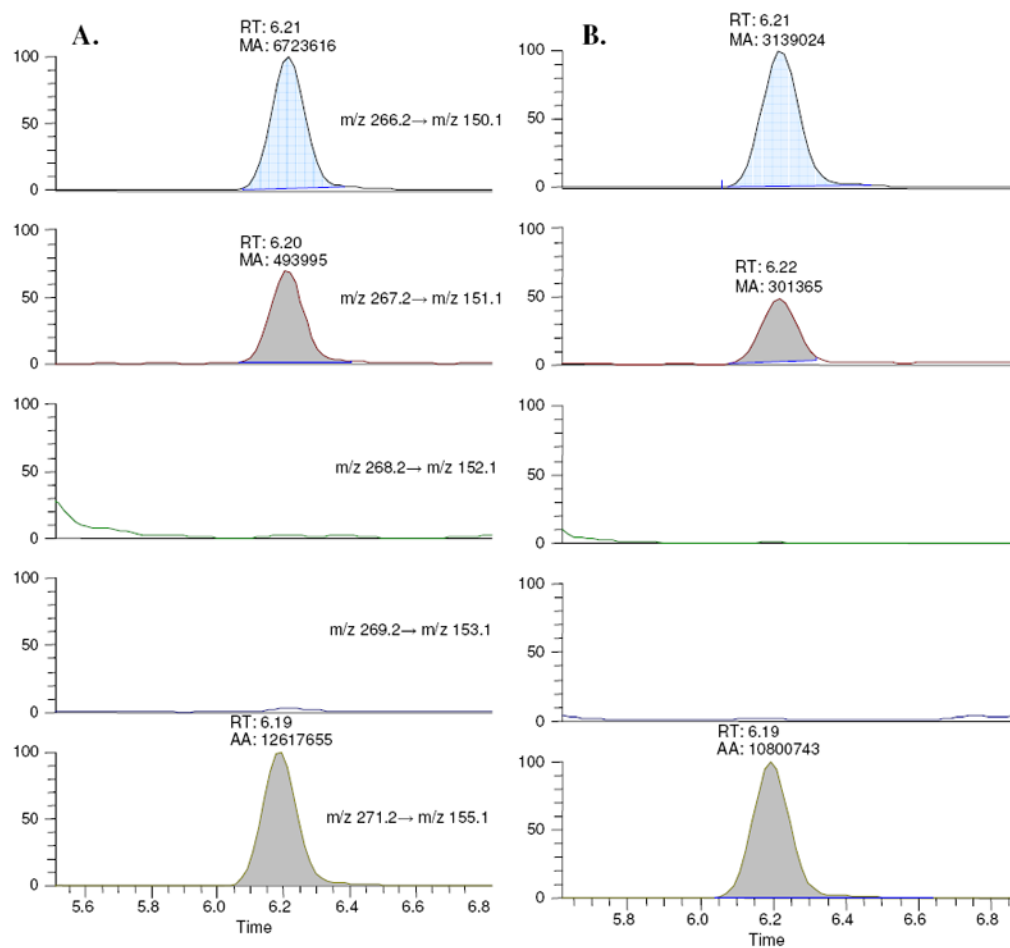 A.
RT: 6.21
MA: 6723616
100
50
0
m/z 266.2→ m/z 150.1
RT: 6.20
MA: 493995
100
50
0
m/z 267.2→ m/z 151.1
100
50
0
m/z 268.2→ m/z 152.1
100
50
0
m/z 269.2→ m/z 153.1
RT: 6.19
AA: 12617655
100
50
0
m/z 271.2→ m/z 155.1
5.6 5.8 6.0 6.2 6.4 6.6 6.8
Time
B.
RT: 6.21
MA: 3139024
100
50
0
RT: 6.22
MA: 301365
100
50
0
100
50
0
100
50
0
RT: 6.19
AA: 10800743
100
50
0
5.8 6.0 6.2 6.4 6.6 6.8
Time